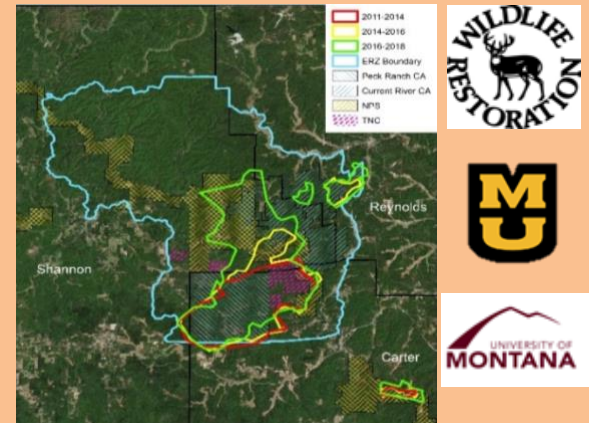 2011-2014
2014-2016
2016-2018
ERZ Boundary
Peck Ranch CA
Current River CA
NPS
TNC
Reynolds
Shannon
Carter
WILDLIFE
RESTORATION
MU
UNIVERSITY OF
MONTANA